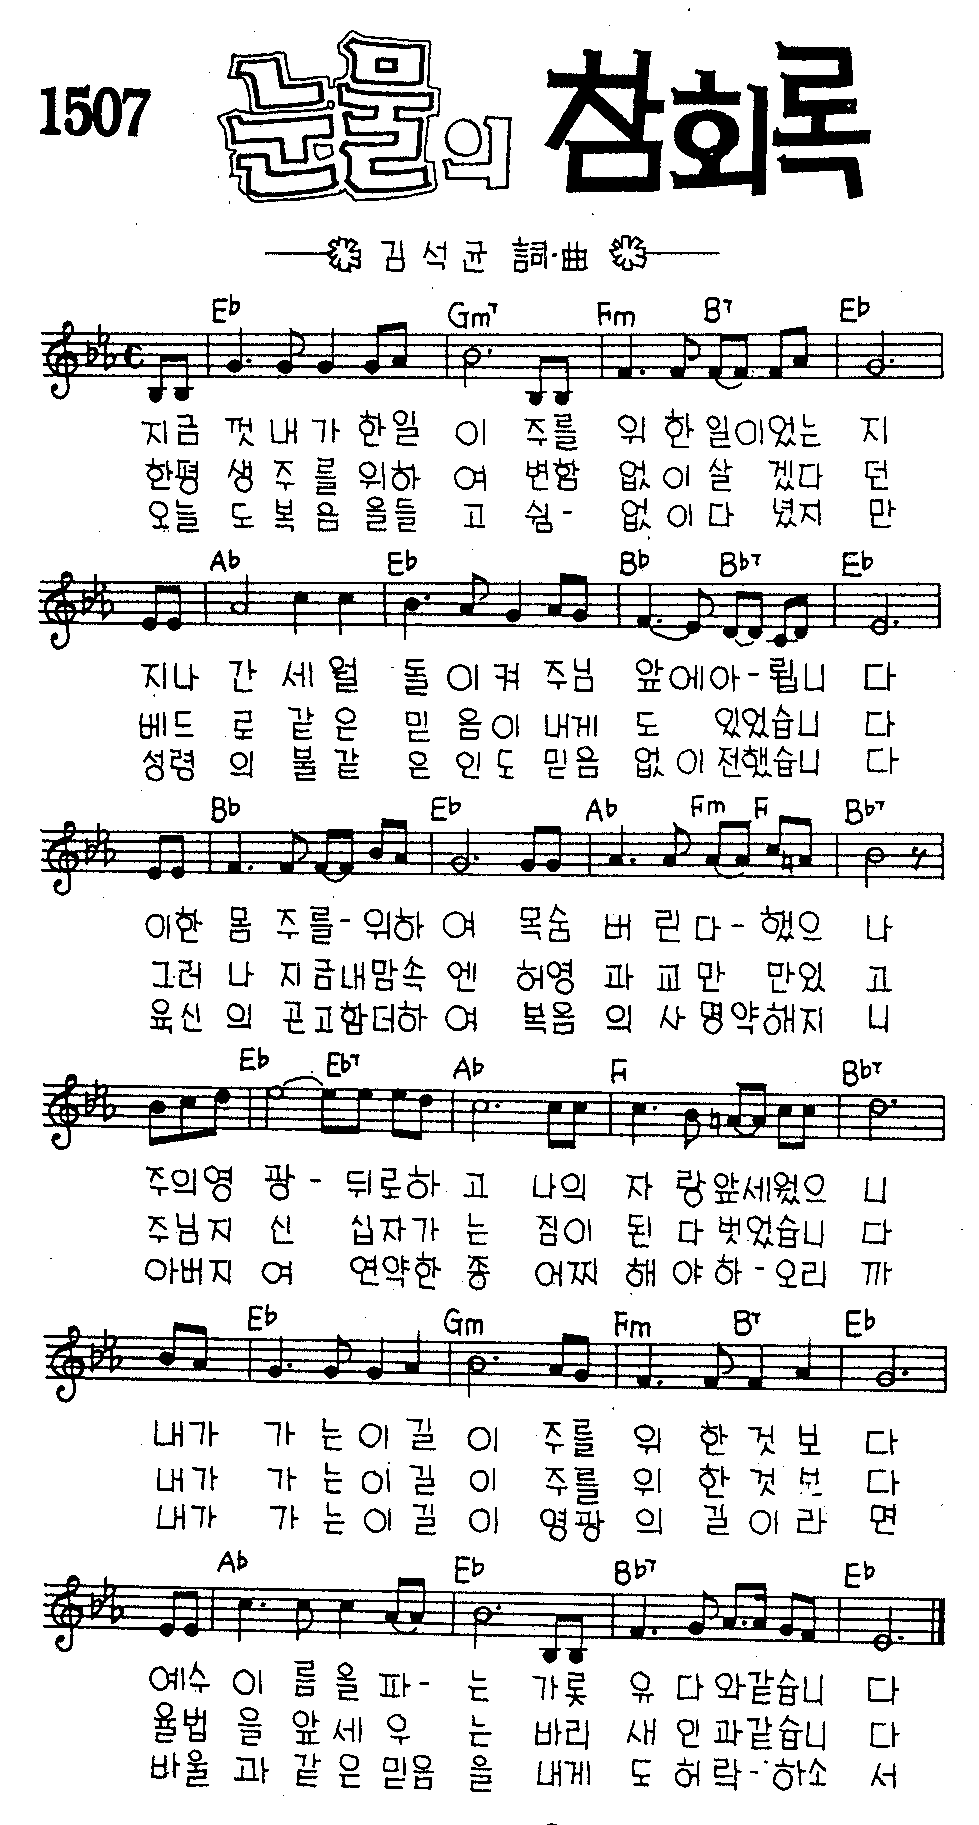 1507 눈물의 참회록
김석균 詞·曲
Eb Gm7 Fm B7 Eb
지금 껏 내가 한일 이 주를 위 한일이었는 지
한평 생 주를 위하 여 변함 없이 살 겠다 던
오늘 도 복음 을들 고 쉼- 없이다 녔지 만
Ab Eb Bb Bb7 Eb
지나 간 세월 돌이켜 주님 앞에아-룁니 다
베드 로 같은 믿음이 내게 도 있었습니 다
성령 의 불같 은인도 믿음 없이전했습니 다
Bb Eb Ab Fm F Bb7
이한 몸 주를-위하 여 목숨 버 린다-했으 나
그러 나 지금내맘속 엔 허영 과 교만 만있 고
육신 의 곤고함더하 여 복음 의 사명약해지 니
Eb Eb7 Ab F Bb7
주의영 광- 뒤로하 고 나의 자 랑앞세웠으 니
주님지 신 십자가 는 짐이 된 다벗었습니 다
아버지 여 연약한 종 어찌 해야하-오리 까
Eb Gm Fm B7 Eb
내가 가 는이길 이 주를 위 한것보 다
내가 가 는이길 이 주를 위 한것보 다
내가 가 는이길 이 영광 의 길이라 면
Ab Eb Bb7 Eb
예수 이 름을파- 는 가룟 유 다와같습니 다
율법 을 앞세우 는 바리 새 인과같습니 다
바울 과 같은믿음 을 내게 도 허락-하소 서